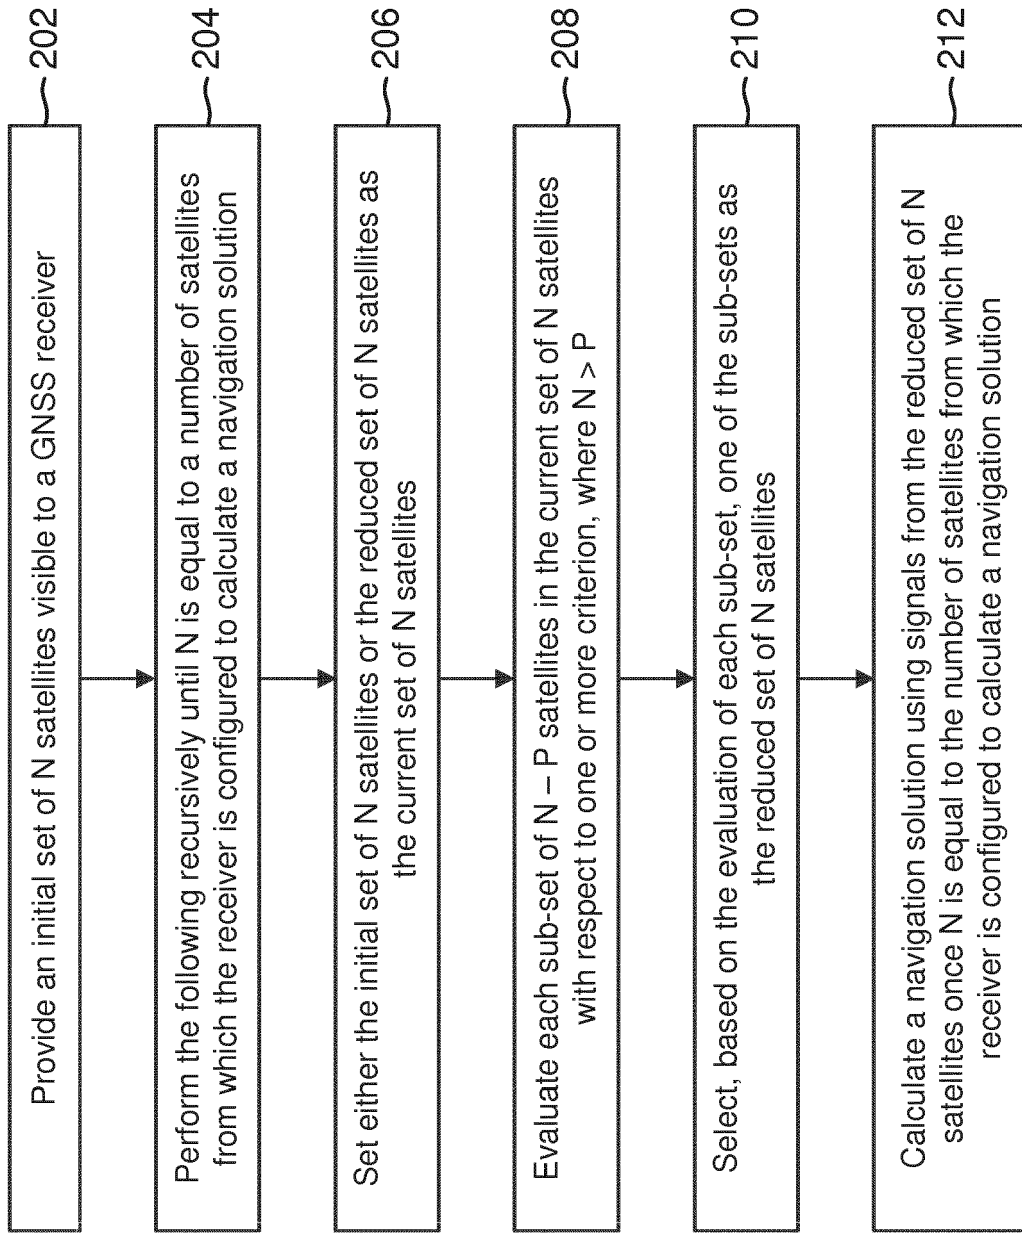 Provide an initial set of N satellites visible to a GNSS receiver
202
Perform the following recursively until N is equal to a number of satellites
from which the receiver is configured to calculate a navigation solution
204
Set either the initial set of N satellites or the reduced set of N satellites as
the current set of N satellites
206
Evaluate each sub-set of N – P satellites in the current set of N satellites
with respect to one or more criterion, where N > P
208
Select, based on the evaluation of each sub-set, one of the sub-sets as
the reduced set of N satellites
210
Calculate a navigation solution using signals from the reduced set of N
satellites once N is equal to the number of satellites from which the
receiver is configured to calculate a navigation solution
212